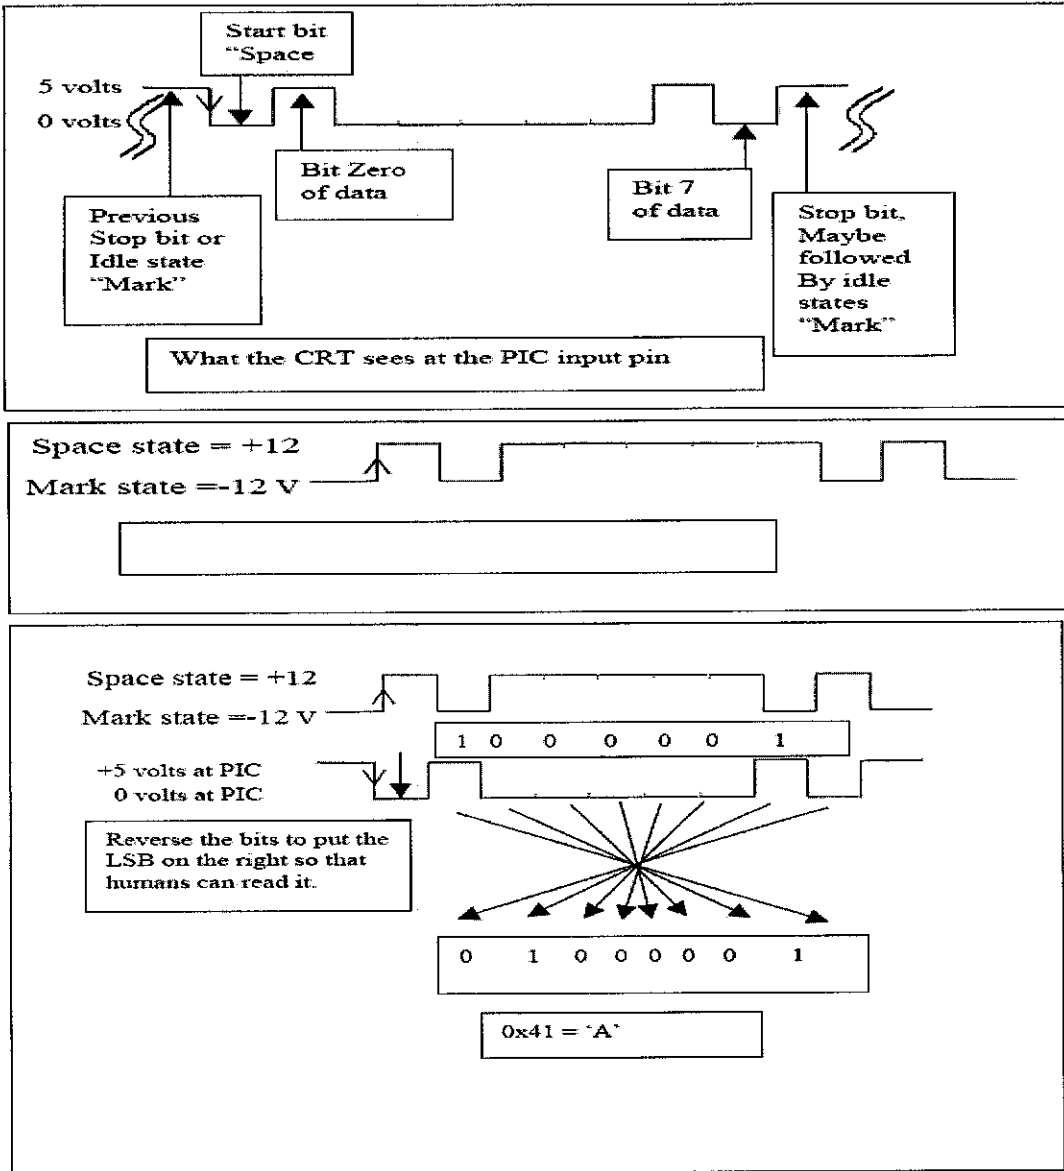 Start bit
“Space
5 volts
0 volts
Bit Zero
of data
Bit 7
of data
Previous
Stop bit or
Idle state
“Mark”
Stop bit,
Maybe
followed
By idle
states
“Mark”
What the CRT sees at the PIC input pin
Space state = +12
Mark state =-12 V
Space state = +12
Mark state =-12 V
1 0 0 0 0 0 1
+5 volts at PIC
0 volts at PIC
Reverse the bits to put the
LSB on the right so that
humans can read it.
0 1 0 0 0 0 0 1
0x41 = ‘A’